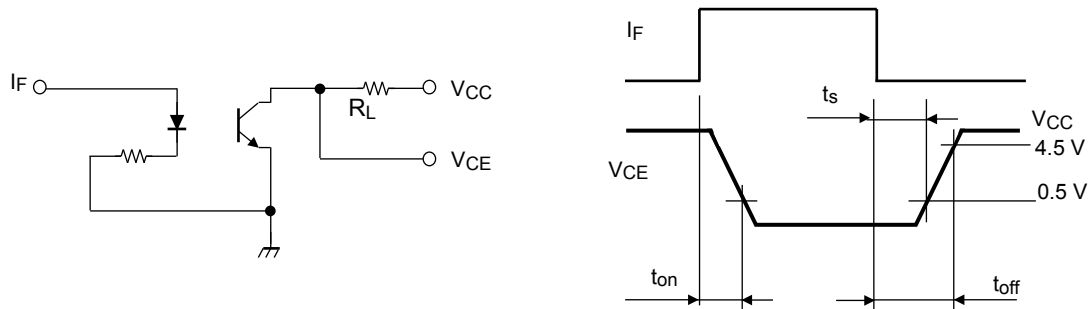 IF
RL
VCC
VCE
IF
ts
VCC
4.5 V
VCE
0.5 V
ton
toff